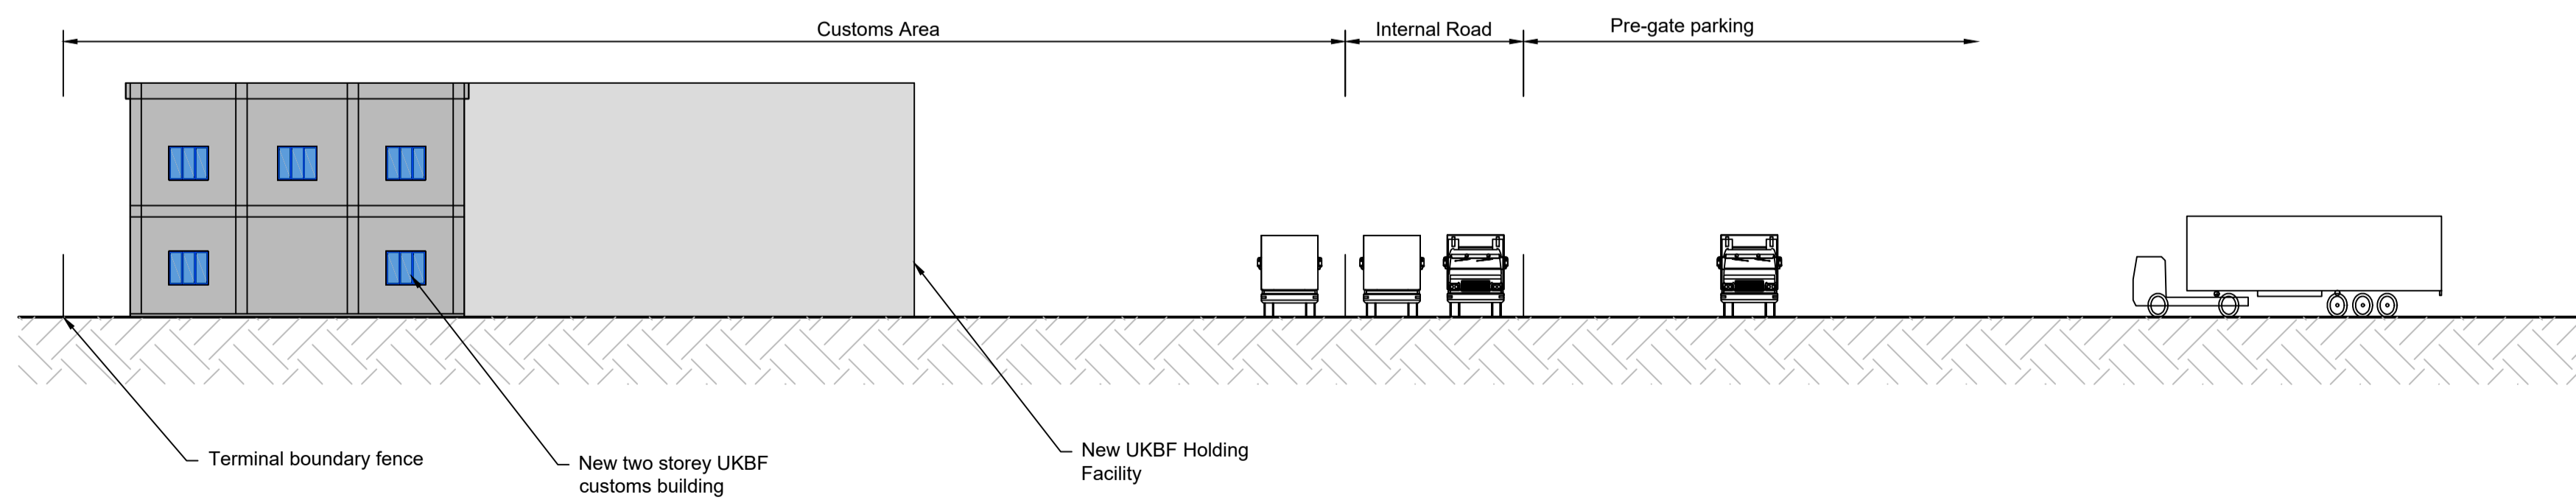 Customs Area
Internal Road
Pre-gate parking
Terminal boundary fence
New two storey UKBF
customs building
New UKBF Holding
Facility